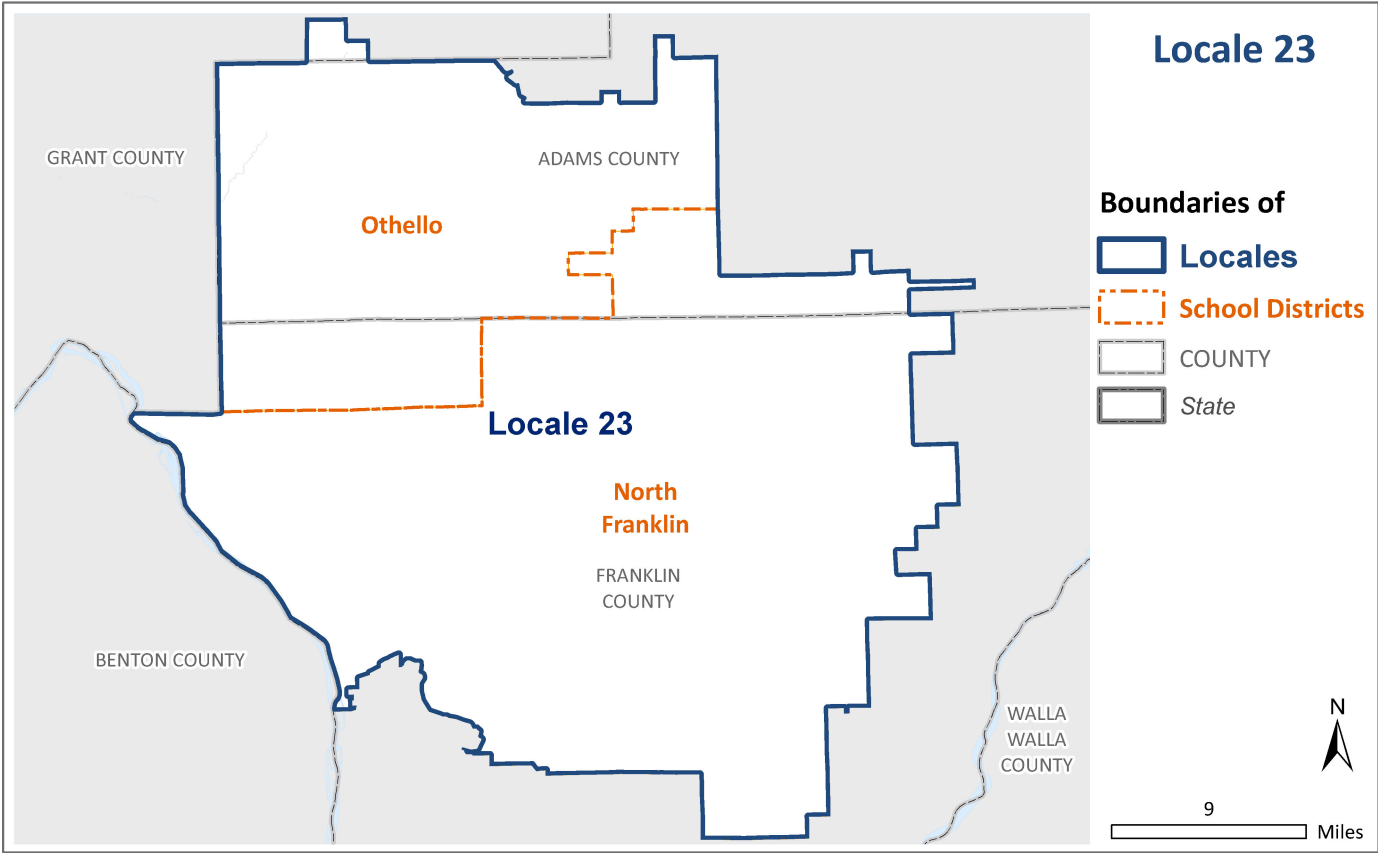 Locale 23
GRANT COUNTY
ADAMS COUNTY
Othello
Locale 23
North
Franklin
FRANKLIN
COUNTY
BENTON COUNTY
WALLA
WALLA
COUNTY
Boundaries of
Locales
School Districts
COUNTY
State
N
9
Miles